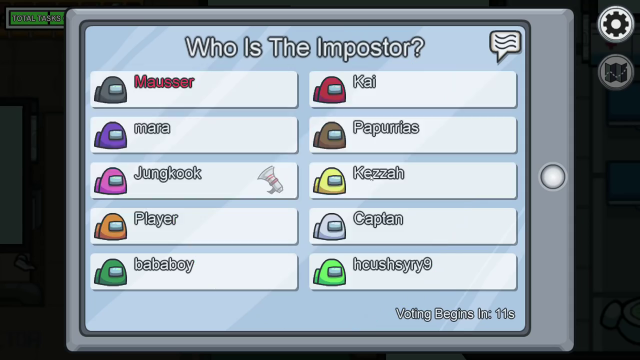 TOTAL TASKS
Who Is The Impostor?
Mausser
Kai
mara
Papurrias
Jungkook
Kezzah
Player
Captan
bababoy
hcushsyry9
Voting Begins In: 11s